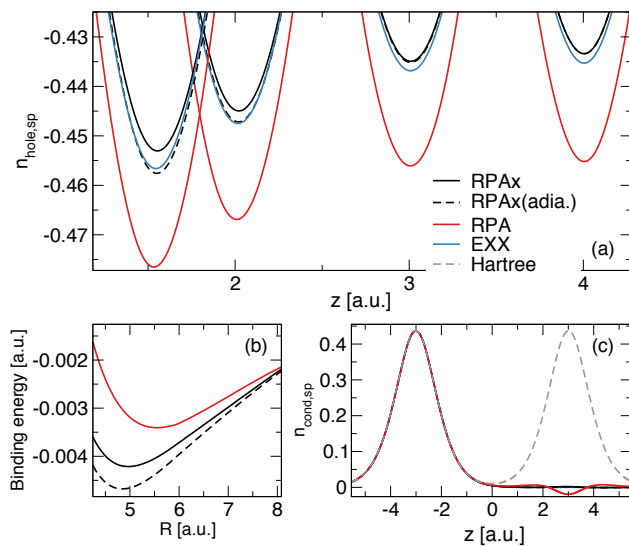 -0.43
-0.44
-0.45
-0.46
-0.47
n_hole,sp
RPAx
RPAx(adia.)
RPA
EXX
Hartree
(a)
2
3
4
z [a.u.]
Binding energy [a.u.]
-0.002
-0.003
-0.004
(b)
5
6
7
8
R [a.u.]
n_cond,sp
0.4
0.3
0.2
0.1
0
(c)
-4
-2
0
2
4
z [a.u.]